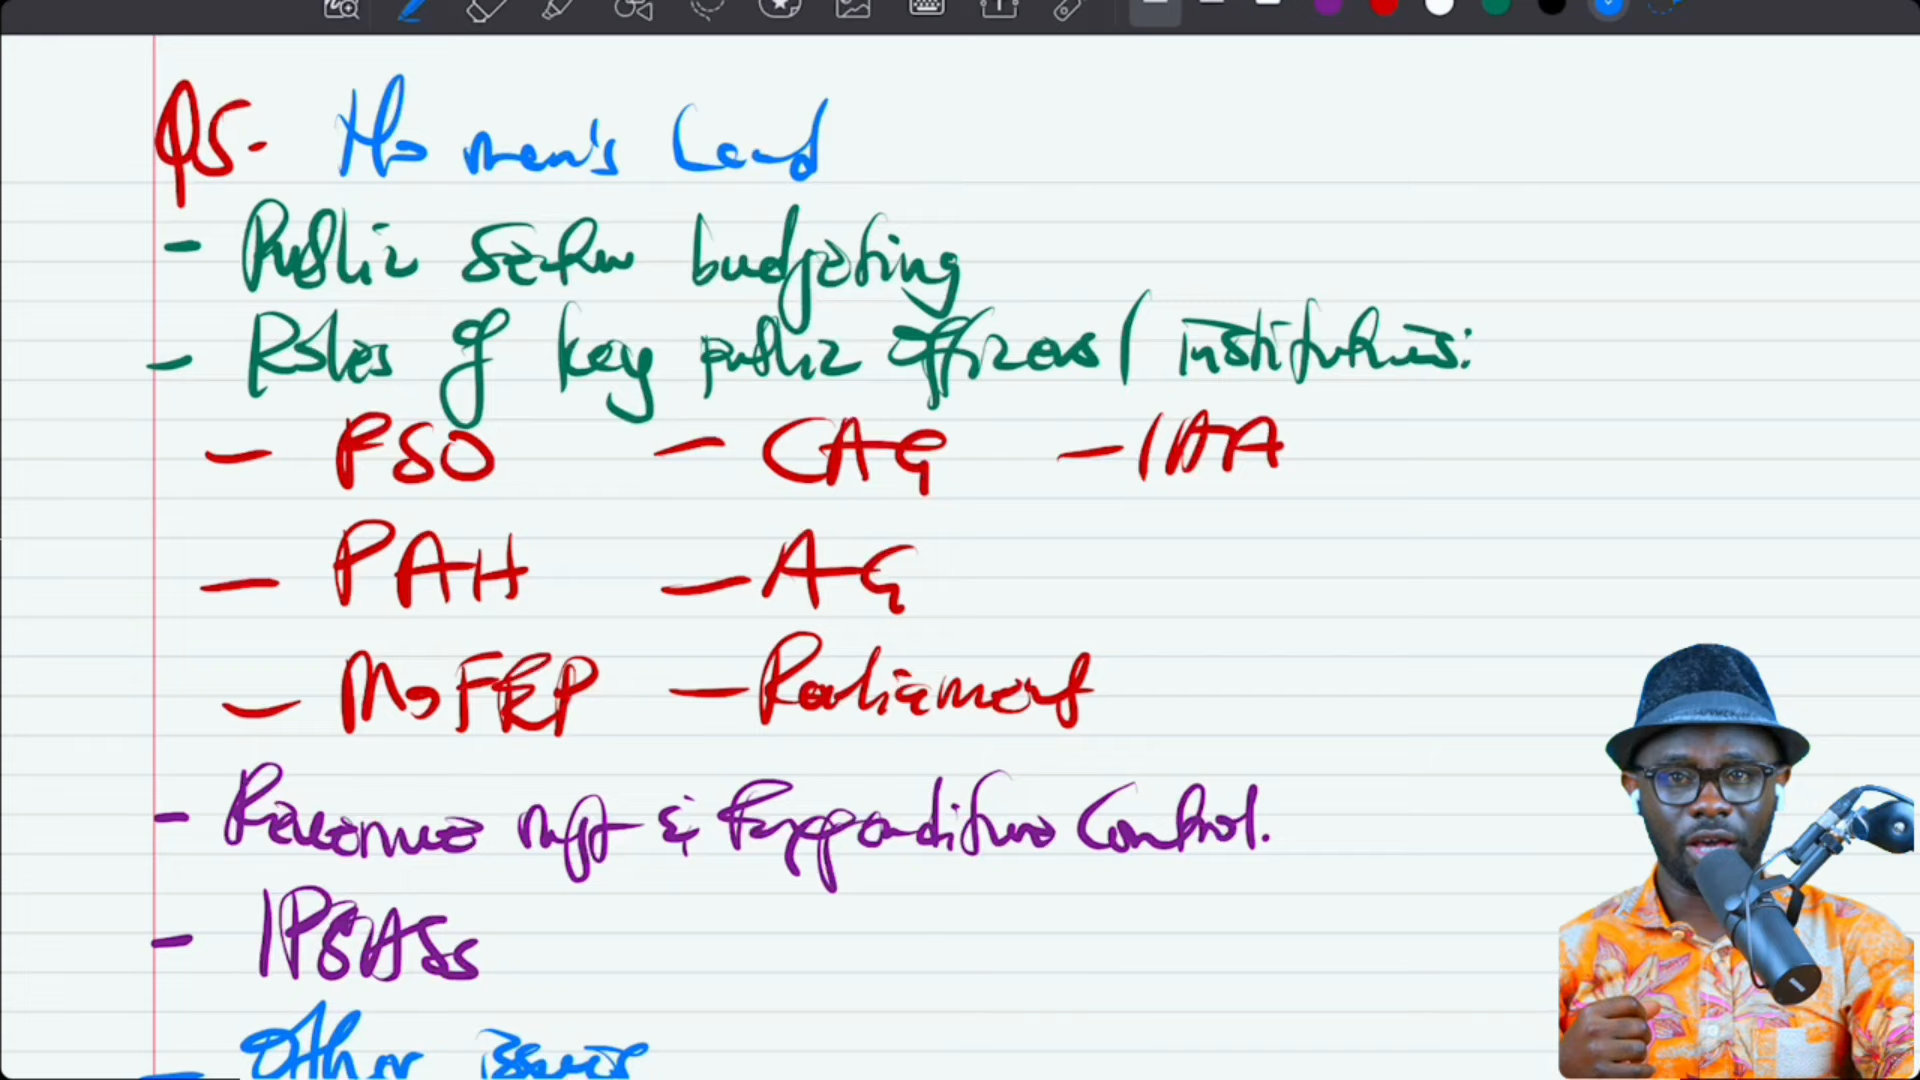 Q5- No man's Land
- Public Sector budgeting
- Roles of key public officers / institutions:
- PSO - CAG - IAA
- PAH - AG
- MoFEP - Parliament
- Revenue mgt & Expenditure Control.
- IPSASs
- Other issues